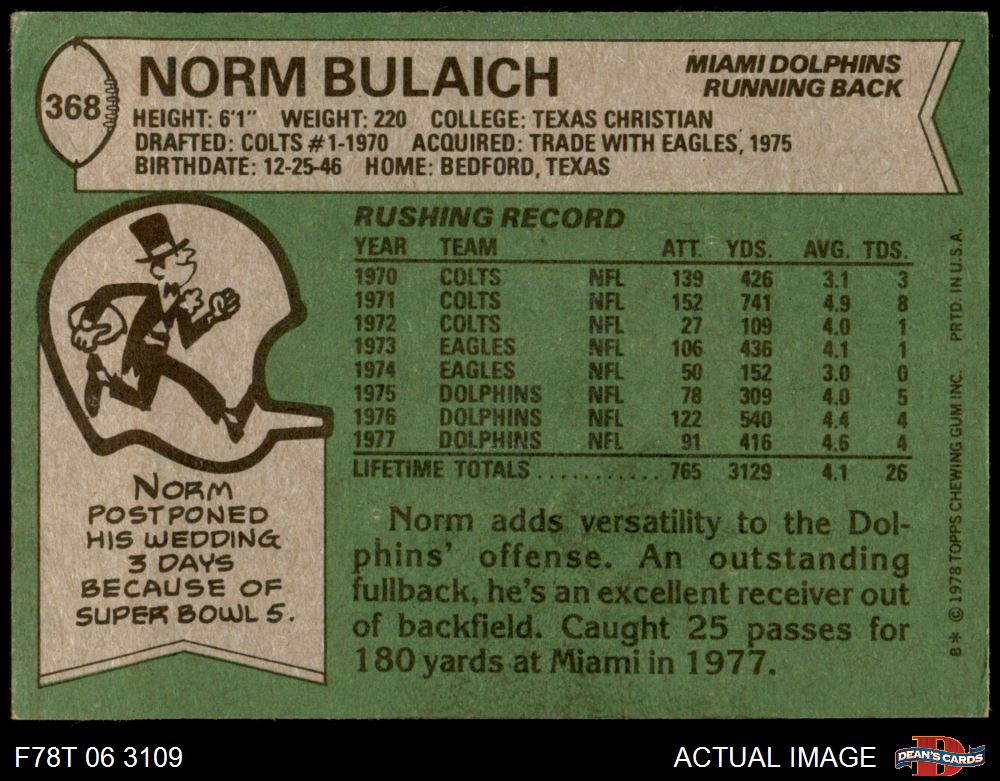 368
NORM BULAICH
MIAMI DOLPHINS
RUNNING BACK
HEIGHT: 6'1" WEIGHT: 220 COLLEGE: TEXAS CHRISTIAN
DRAFTED: COLTS #1-1970 ACQUIRED: TRADE WITH EAGLES, 1975
BIRTHDATE: 12-25-46 HOME: BEDFORD, TEXAS
RUSHING RECORD
YEAR TEAM ATT. YDS. AVG. TDS.
1970 COLTS NFL 139 426 3.1 3
1971 COLTS NFL 152 741 4.9 8
1972 COLTS NFL 27 109 4.0 1
1973 EAGLES NFL 106 436 4.1 1
1974 EAGLES NFL 50 152 3.0 0
1975 DOLPHINS NFL 78 309 4.0 5
1976 DOLPHINS NFL 122 540 4.4 4
1977 DOLPHINS NFL 91 416 4.6 4
LIFETIME TOTALS ........... 765 3129 4.1 26
NORM
POSTPONED
HIS WEDDING
3 DAYS
BECAUSE OF
SUPER BOWL 5.
Norm adds versatility to the Dol-
phins' offense. An outstanding
fullback, he's an excellent receiver out
of backfield. Caught 25 passes for
180 yards at Miami in 1977.
8* © 1978 TOPPS CHEWING GUM INC. PRTD. IN U.S.A.
F78T 06 3109
ACTUAL IMAGE
D
DEAN'S CARDS